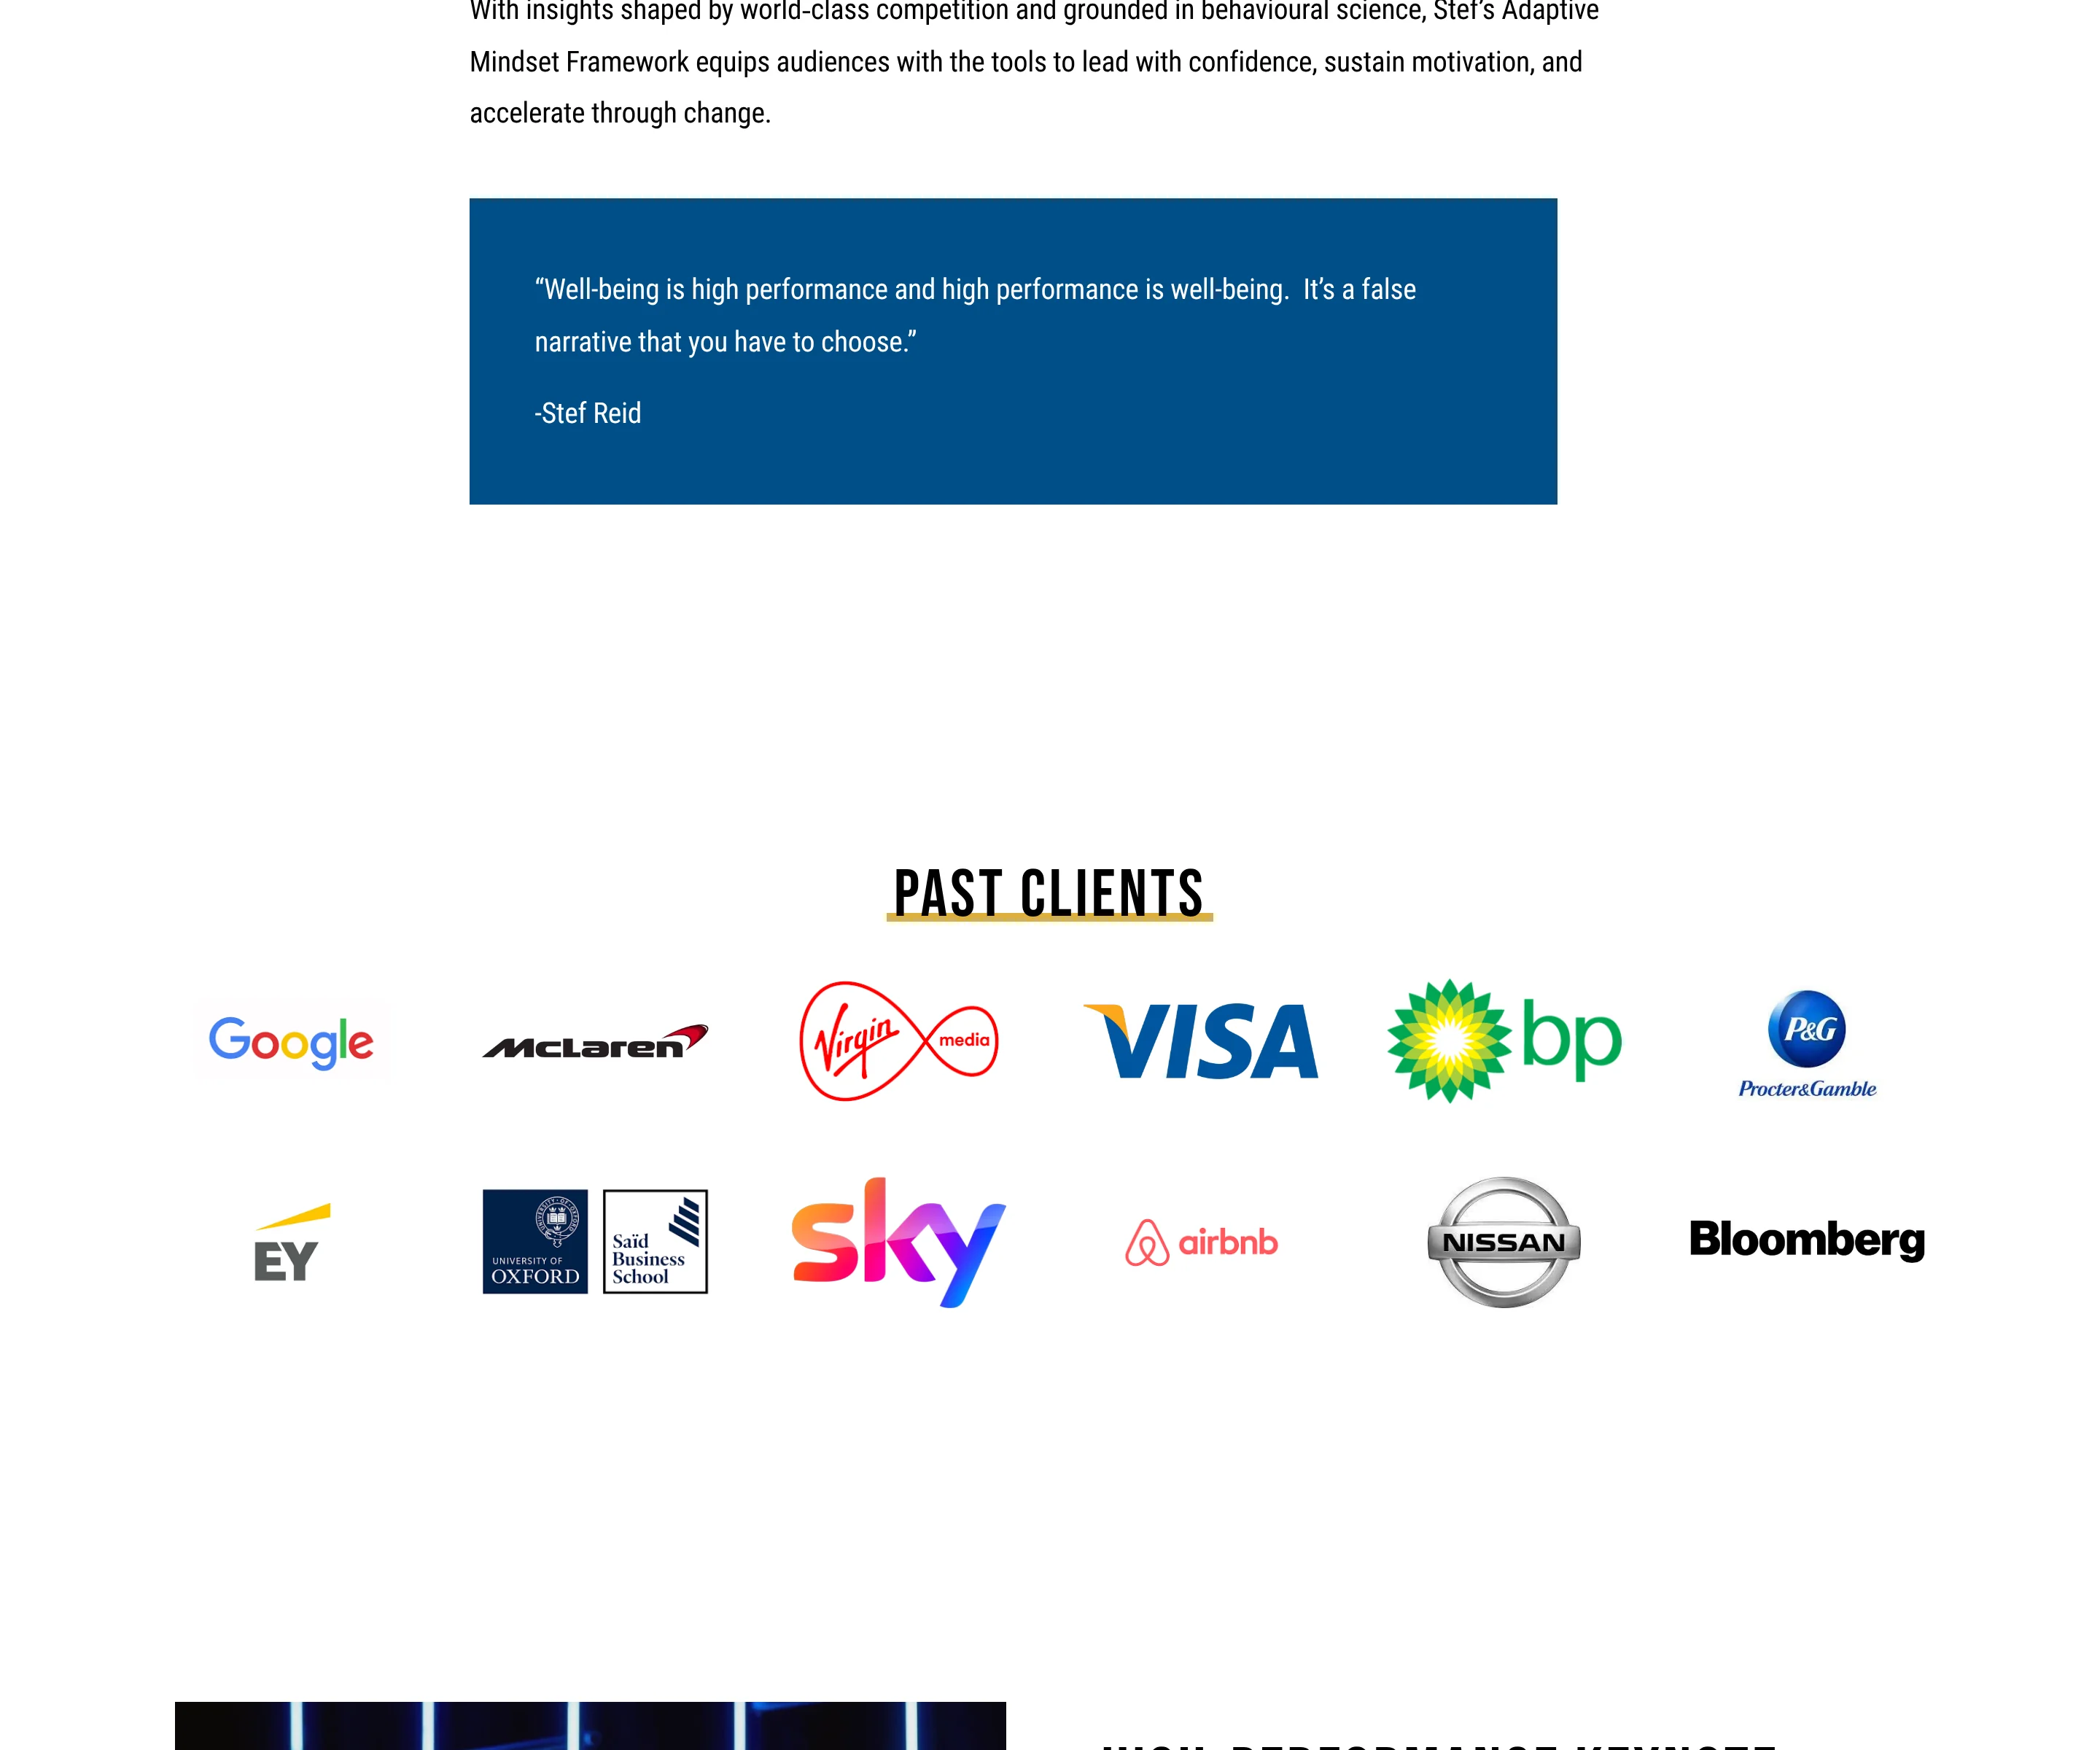 With insights shaped by world-class competition and grounded in behavioural science, Stef’s Adaptive
Mindset Framework equips audiences with the tools to lead with confidence, sustain motivation, and
accelerate through change.
“Well-being is high performance and high performance is well-being.  It’s a false
narrative that you have to choose.”
-Stef Reid
PAST CLIENTS
Google
McLaren
Virgin media
VISA
bp
P&G
Procter&Gamble
EY
UNIVERSITY OF
OXFORD
Saïd
Business
School
sky
airbnb
NISSAN
Bloomberg
HIGH-PERFORMANCE KEYNOTE